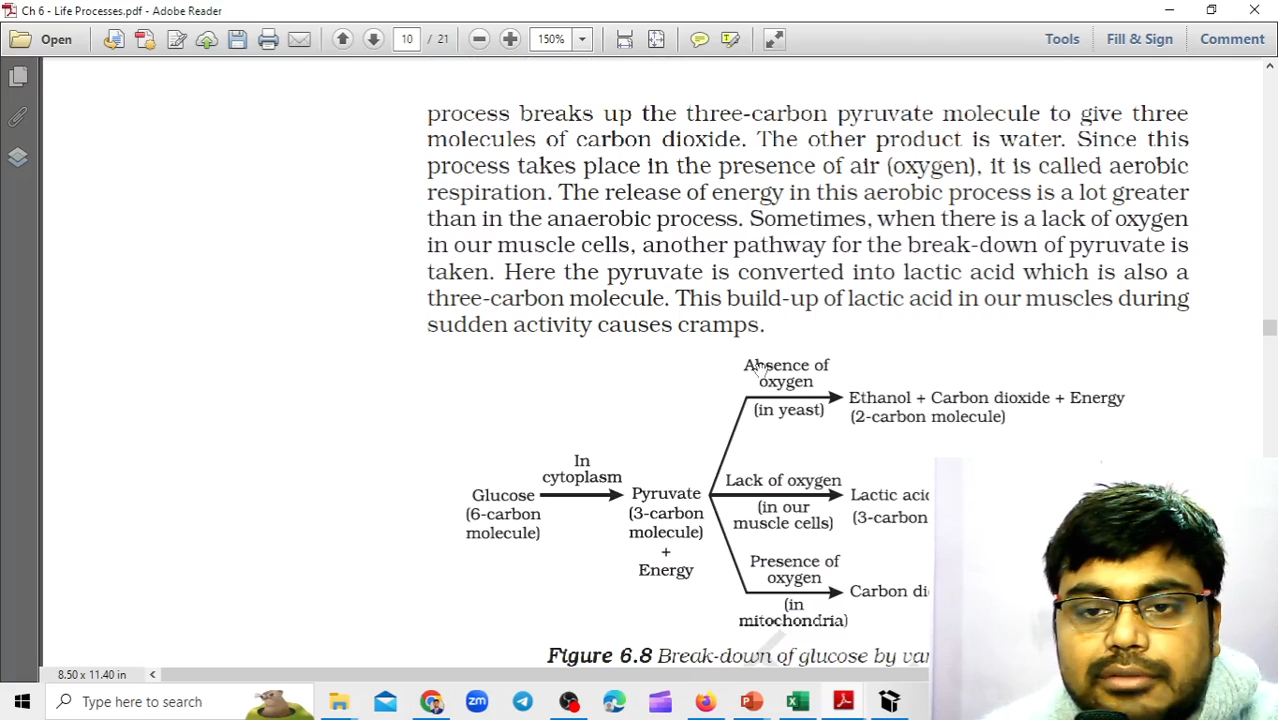 Ch 6 - Life Processes.pdf - Adobe Reader
Open 10 / 21 150% Tools Fill & Sign Comment
process breaks up the three-carbon pyruvate molecule to give three
molecules of carbon dioxide. The other product is water. Since this
process takes place in the presence of air (oxygen), it is called aerobic
respiration. The release of energy in this aerobic process is a lot greater
than in the anaerobic process. Sometimes, when there is a lack of oxygen
in our muscle cells, another pathway for the break-down of pyruvate is
taken. Here the pyruvate is converted into lactic acid which is also a
three-carbon molecule. This build-up of lactic acid in our muscles during
sudden activity causes cramps.
Absence of
oxygen
(in yeast)
Ethanol + Carbon dioxide + Energy
(2-carbon molecule)
In
cytoplasm
Glucose
(6-carbon
molecule)
Pyruvate
(3-carbon
molecule)
+
Energy
Lack of oxygen
(in our
muscle cells)
Lactic acid
(3-carbon
Presence of
oxygen
(in
mitochondria)
Carbon di
Figure 6.8 Break-down of glucose by var
8.50 x 11.40 in
Type here to search